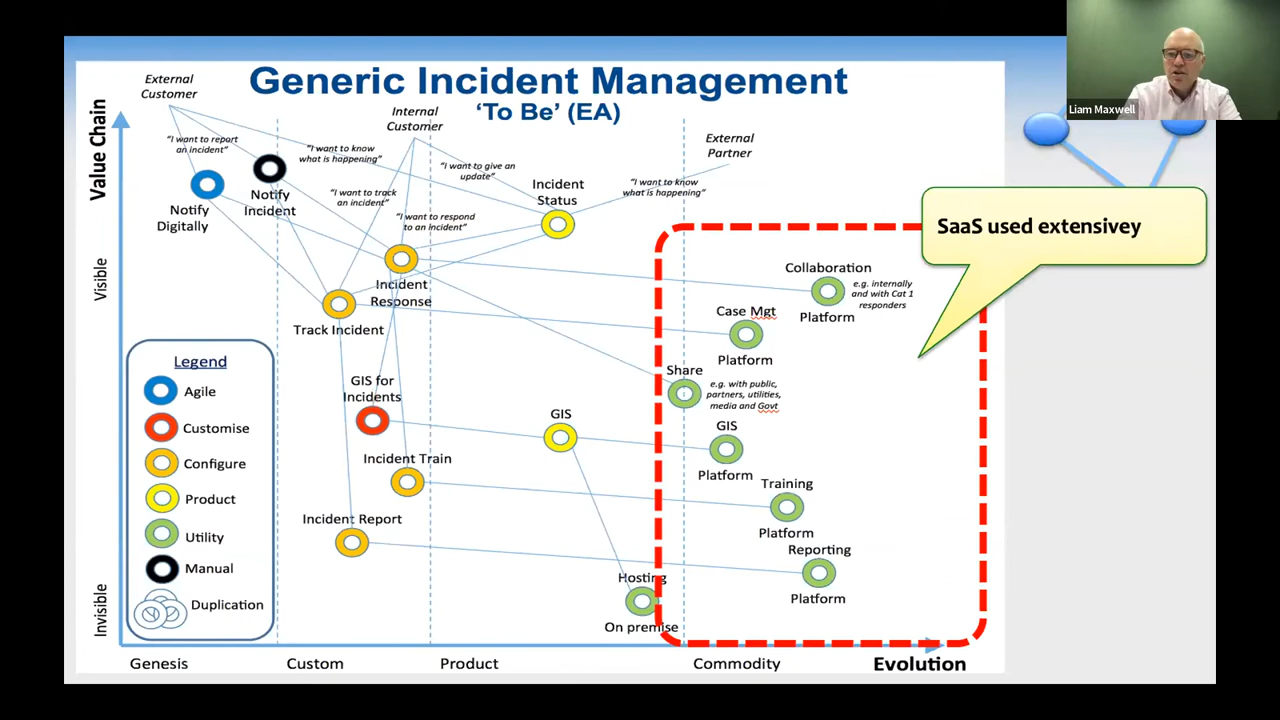 Generic Incident Management
'To Be' (EA)
Liam Maxwell
External
Customer
Internal
Customer
External
Partner
Value Chain
"I want to report
an incident"
"I want to know
what is happening"
"I want to give an
update"
"I want to know
what is happening"
"I want to track
an incident"
"I want to respond
to an incident"
Notify
Digitally
Notify
Incident
Incident
Status
SaaS used extensivey
Visible
Incident
Response
Track Incident
Collaboration
Platform
e.g. internally
and with Cat 1
responders
Case Mgt
Platform
Share
e.g. with public,
partners, utilities,
media and Govt
GIS for
Incidents
GIS
GIS
Platform
Incident Train
Training
Platform
Incident Report
Reporting
Platform
Hosting
On premise
Legend
Agile
Customise
Configure
Product
Utility
Manual
Duplication
Invisible
Genesis
Custom
Product
Commodity
Evolution